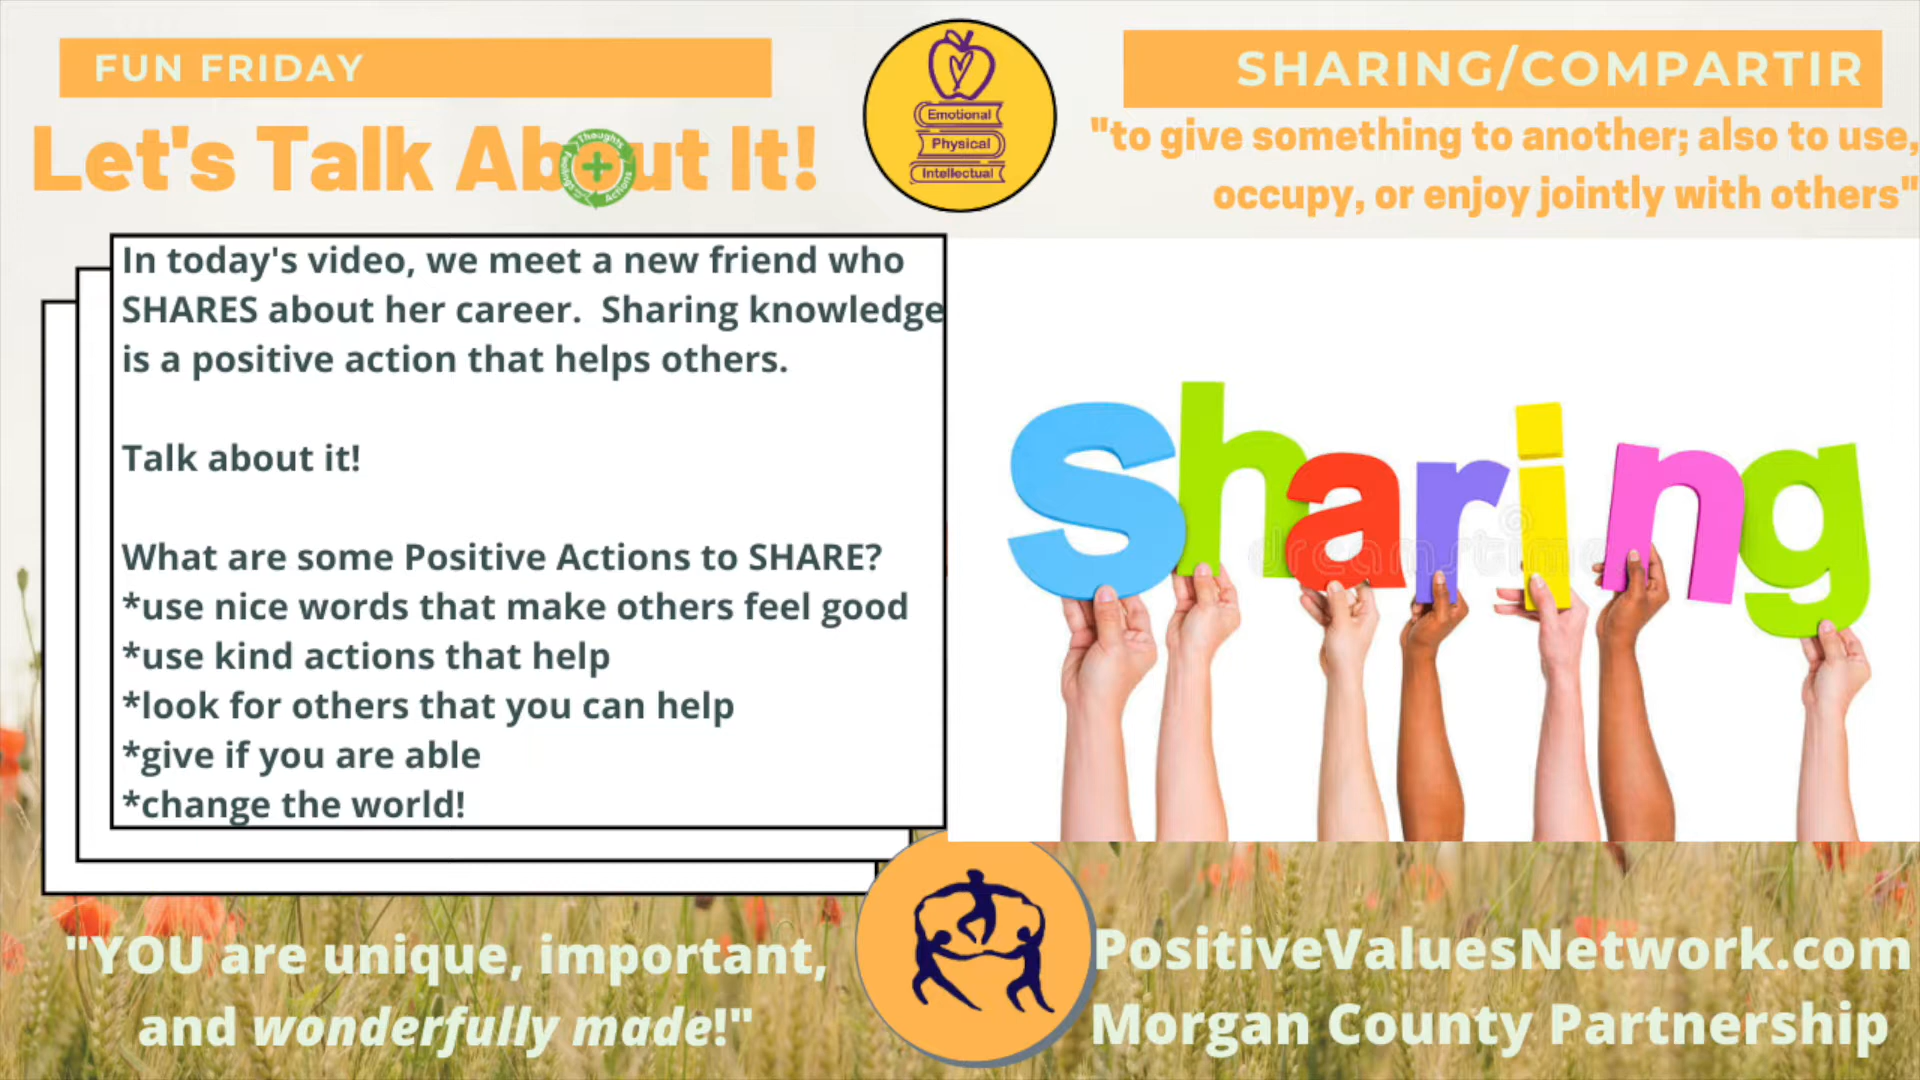 FUN FRIDAY
Let's Talk About It!
Thoughts
Actions
Feelings
Emotional
Physical
Intellectual
SHARING/COMPARTIR
"to give something to another; also to use,
occupy, or enjoy jointly with others"
In today's video, we meet a new friend who
SHARES about her career.  Sharing knowledge
is a positive action that helps others.
Talk about it!
What are some Positive Actions to SHARE?
*use nice words that make others feel good
*use kind actions that help
*look for others that you can help
*give if you are able
*change the world!
sharing
dreamstime
"YOU are unique, important,
and wonderfully made!"
PositiveValuesNetwork.com
Morgan County Partnership